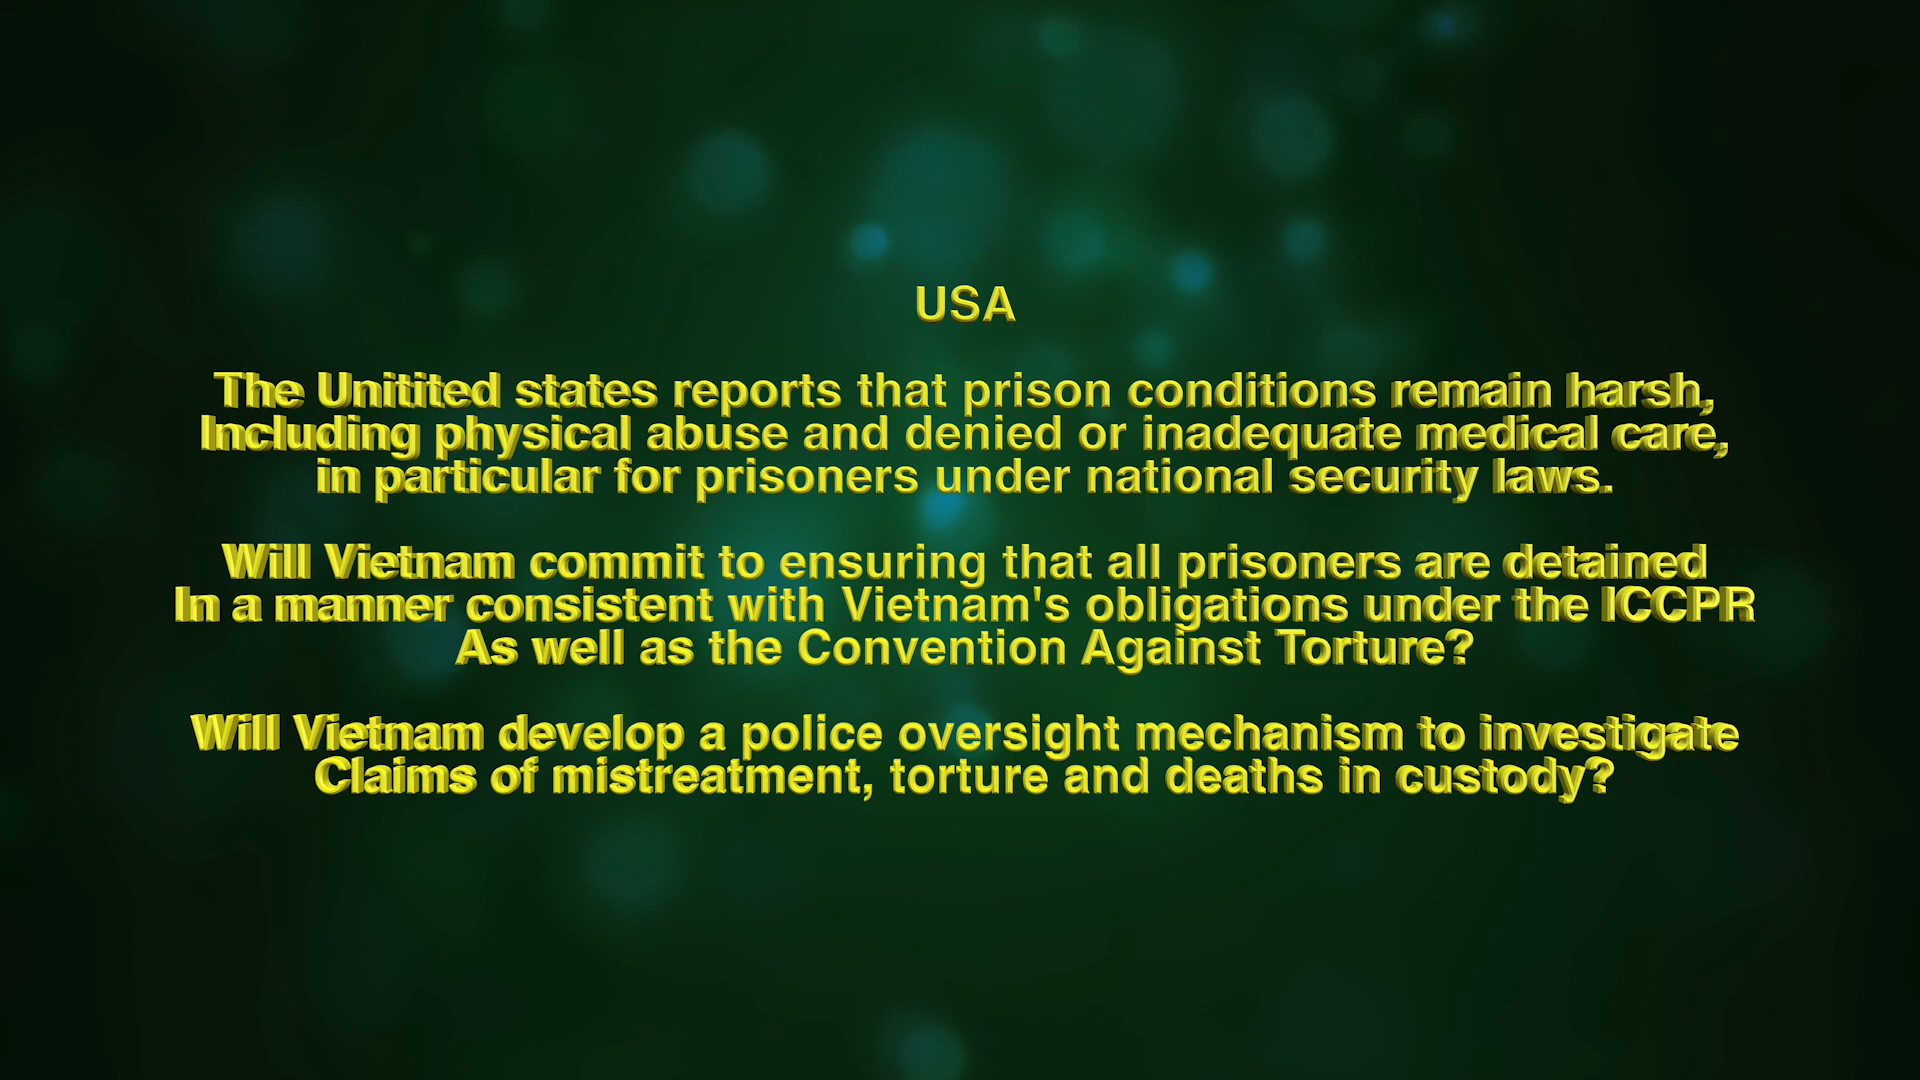 USA
The Unitited states reports that prison conditions remain harsh,
Including physical abuse and denied or inadequate medical care,
in particular for prisoners under national security laws.
Will Vietnam commit to ensuring that all prisoners are detained
In a manner consistent with Vietnam's obligations under the ICCPR
As well as the Convention Against Torture?
Will Vietnam develop a police oversight mechanism to investigate
Claims of mistreatment, torture and deaths in custody?